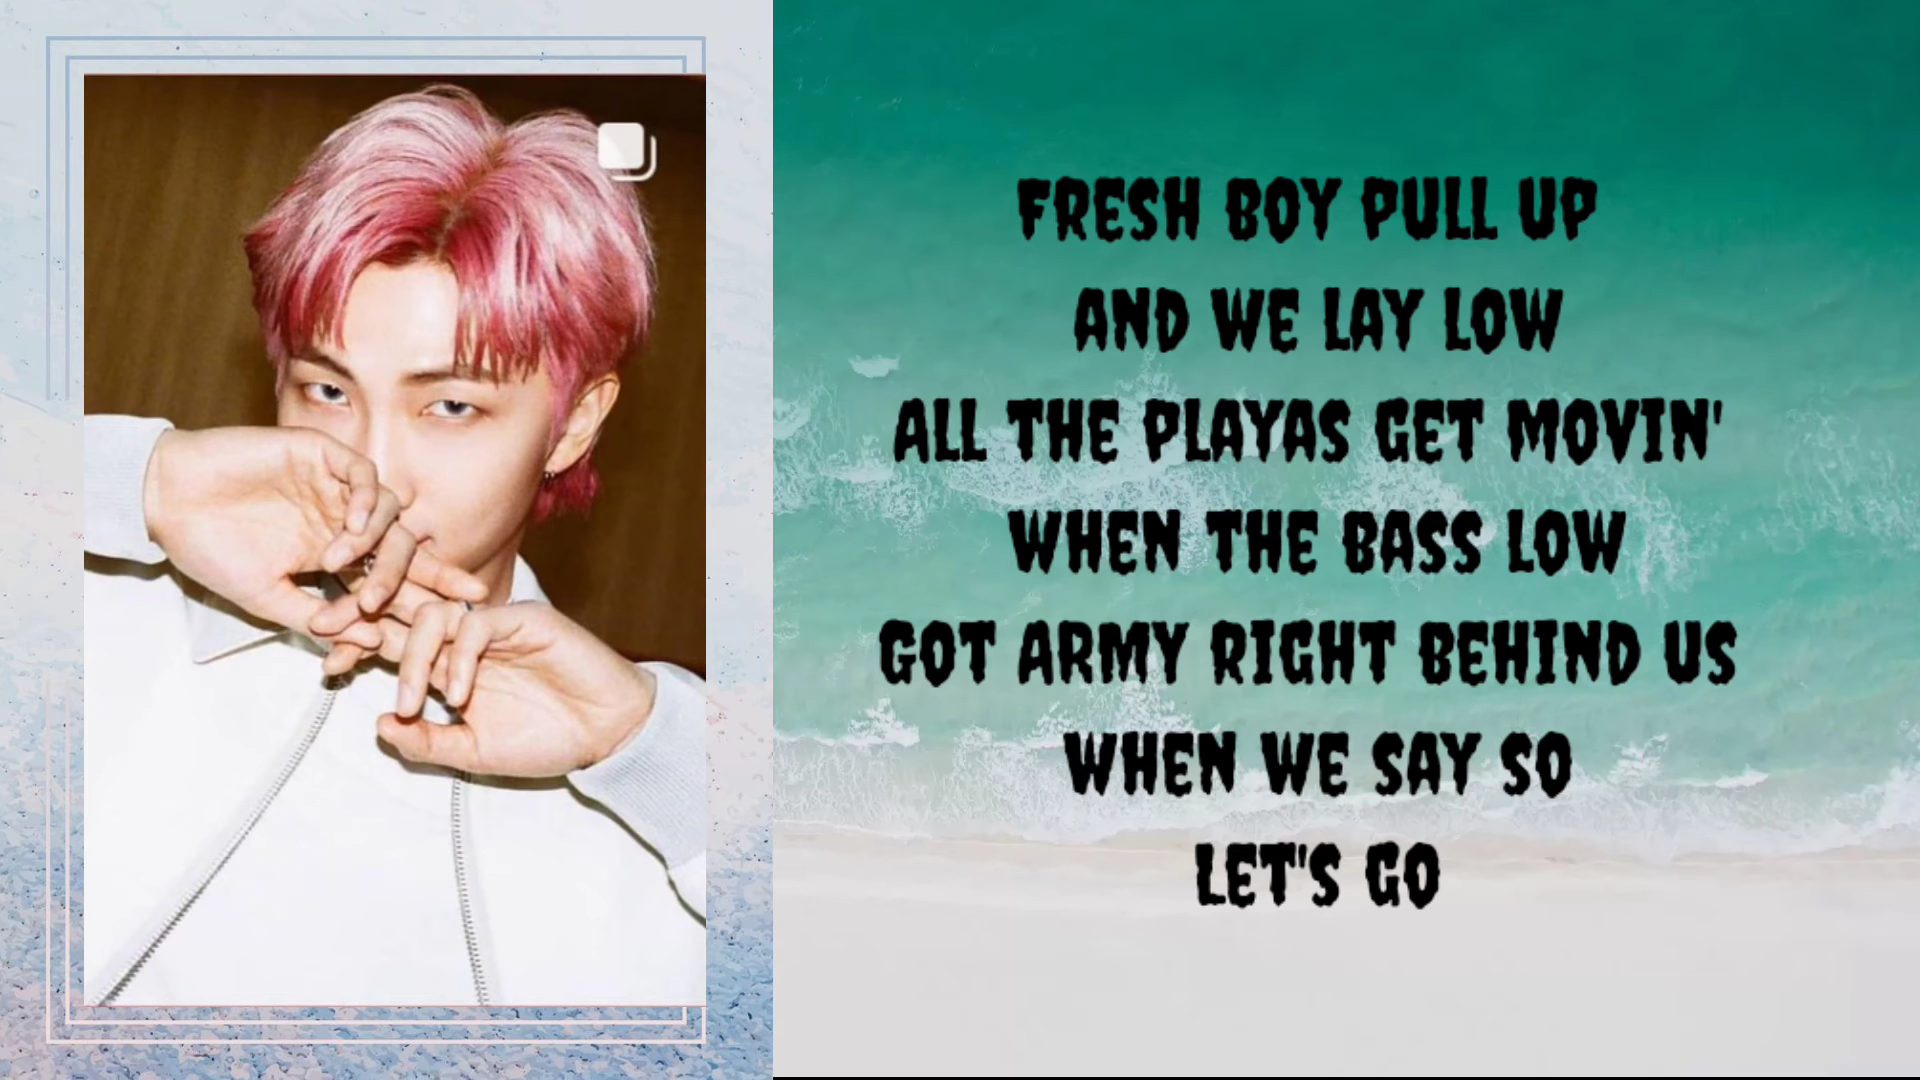 FRESH BOY PULL UP
AND WE LAY LOW
ALL THE PLAYAS GET MOVIN'
WHEN THE BASS LOW
GOT ARMY RIGHT BEHIND US
WHEN WE SAY SO
LET'S GO